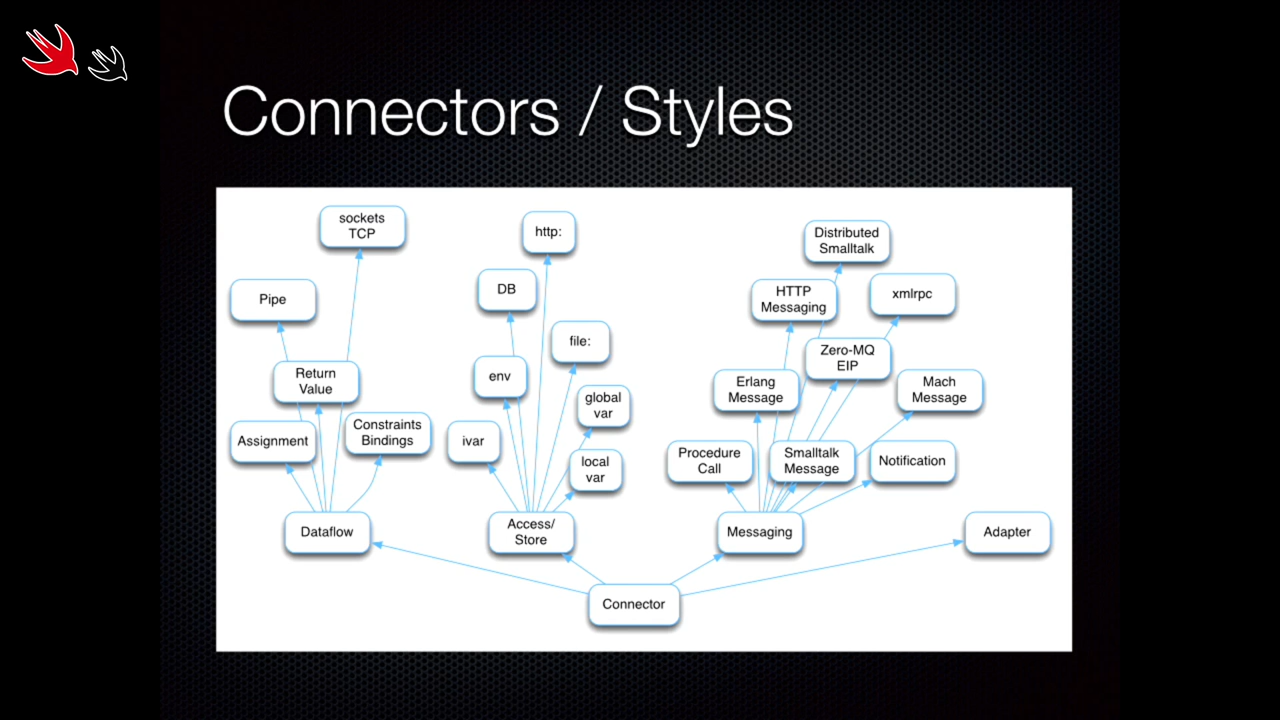 Connectors / Styles
sockets
TCP
Pipe
Return
Value
Assignment
Constraints
Bindings
Dataflow
http:
DB
file:
env
global
var
ivar
local
var
Access/
Store
Distributed
Smalltalk
HTTP
Messaging
xmlrpc
Zero-MQ
EIP
Erlang
Message
Mach
Message
Procedure
Call
Smalltalk
Message
Notification
Messaging
Adapter
Connector